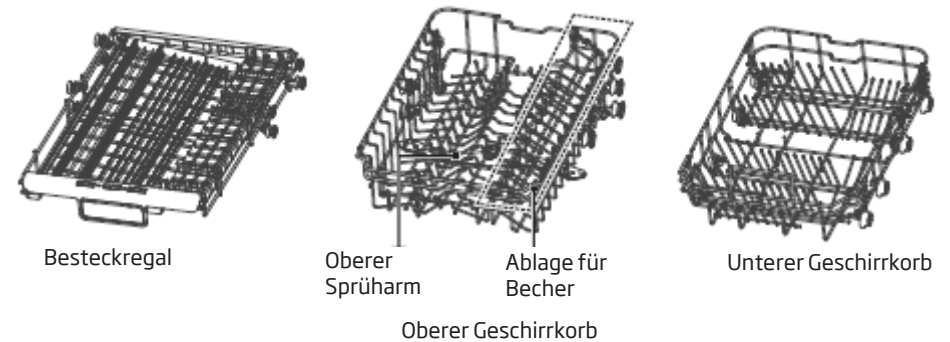 Besteckregal
Oberer
Sprüharm
Ablage für
Becher
Unterer Geschirrkorb
Oberer Geschirrkorb